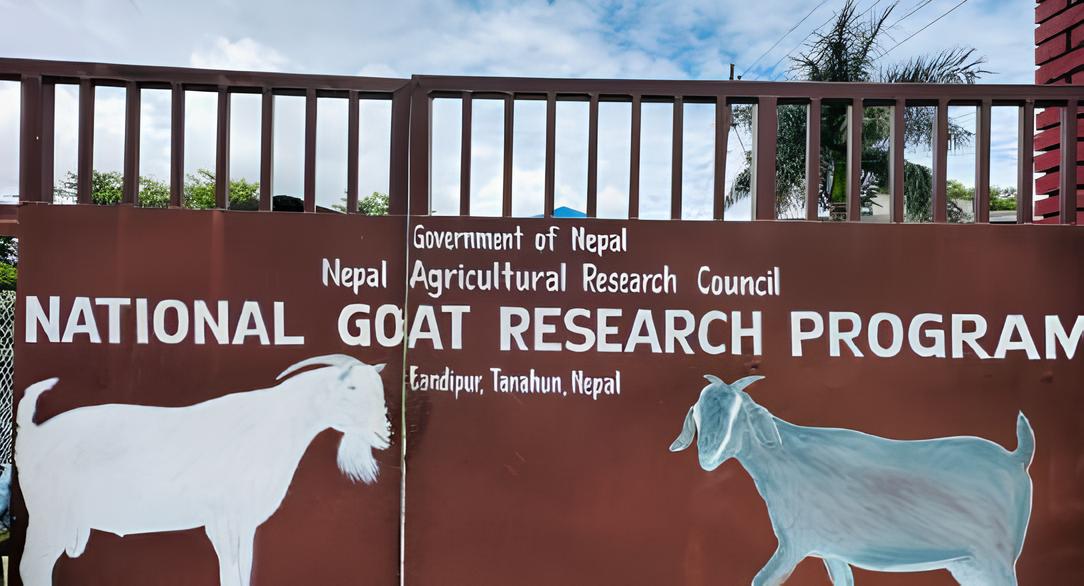 Government of Nepal
Nepal Agricultural Research Council
NATIONAL GOAT RESEARCH PROGRAM
Bandipur, Tanahun, Nepal